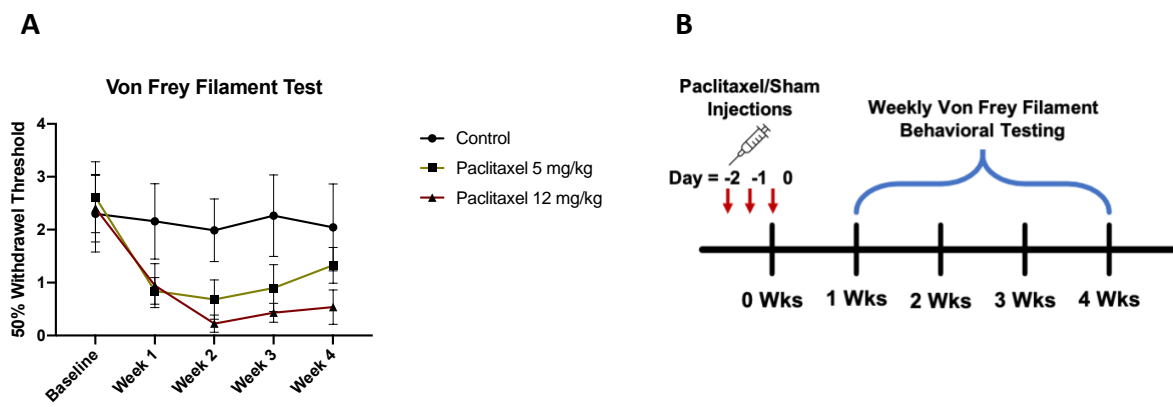 A
Von Frey Filament Test
50% Withdrawel Threshold
4
3
2
1
0
Baseline
Week 1
Week 2
Week 3
Week 4
Control
Paclitaxel 5 mg/kg
Paclitaxel 12 mg/kg
B
Paclitaxel/Sham
Injections
Day = -2 -1 0
Weekly Von Frey Filament
Behavioral Testing
0 Wks 1 Wks 2 Wks 3 Wks 4 Wks